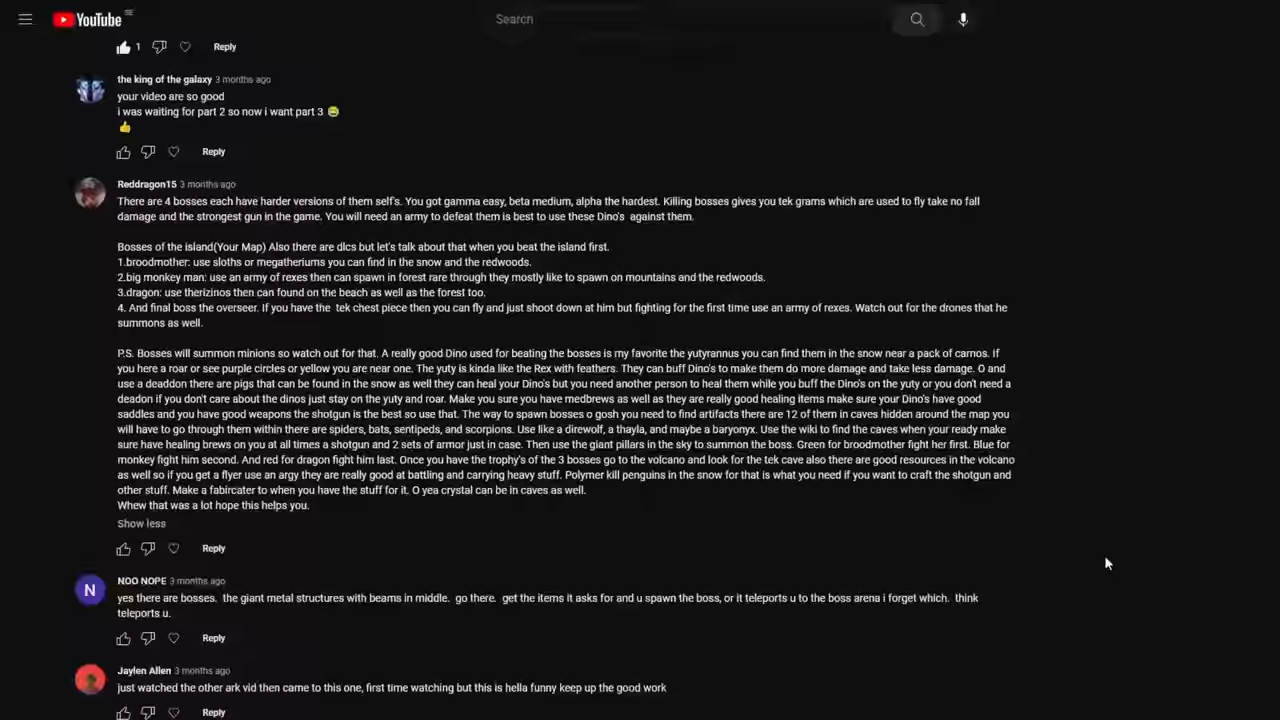 YouTube
Search
1
Reply
the king of the galaxy 3 months ago
your video are so good
i was waiting for part 2 so now i want part 3 😂
👍
Reply
Reddragon15 3 months ago
There are 4 bosses each have harder versions of them self's. You got gamma easy, beta medium, alpha the hardest. Killing bosses gives you tek grams which are used to fly take no fall
damage and the strongest gun in the game. You will need an army to defeat them is best to use these Dino's against them.
Bosses of the island(Your Map) Also there are dlcs but let's talk about that when you beat the island first.
1.broodmother: use sloths or megatheriums you can find in the snow and the redwoods.
2.big monkey man: use an army of rexes then can spawn in forest rare through they mostly like to spawn on mountains and the redwoods.
3.dragon: use therizinos then can found on the beach as well as the forest too.
4. And final boss the overseer. If you have the tek chest piece then you can fly and just shoot down at him but fighting for the first time use an army of rexes. Watch out for the drones that he
summons as well.
P.S. Bosses will summon minions so watch out for that. A really good Dino used for beating the bosses is my favorite the yutyrannus you can find them in the snow near a pack of carnos. If
you here a roar or see purple circles or yellow you are near one. The yuty is kinda like the Rex with feathers. They can buff Dino's to make them do more damage and take less damage. O and
use a deaddon there are pigs that can be found in the snow as well they can heal your Dino's but you need another person to heal them while you buff the Dino's on the yuty or you don't need a
deadon if you don't care about the dinos just stay on the yuty and roar. Make you sure you have medbrews as well as they are really good healing items make sure your Dino's have good
saddles and you have good weapons the shotgun is the best so use that. The way to spawn bosses o gosh you need to find artifacts there are 12 of them in caves hidden around the map you
will have to go through them within there are spiders, bats, sentipeds, and scorpions. Use like a direwolf, a thayla, and maybe a baryonyx. Use the wiki to find the caves when your ready make
sure have healing brews on you at all times a shotgun and 2 sets of armor just in case. Then use the giant pillars in the sky to summon the boss. Green for broodmother fight her first. Blue for
monkey fight him second. And red for dragon fight him last. Once you have the trophy's of the 3 bosses go to the volcano and look for the tek cave also there are good resources in the volcano
as well so if you get a flyer use an argy they are really good at battling and carrying heavy stuff. Polymer kill penguins in the snow for that is what you need if you want to craft the shotgun and
other stuff. Make a fabircater to when you have the stuff for it. O yea crystal can be in caves as well.
Whew that was a lot hope this helps you.
Show less
Reply
N
NOO NOPE 3 months ago
yes there are bosses. the giant metal structures with beams in middle. go there. get the items it asks for and u spawn the boss, or it teleports u to the boss arena i forget which. think
teleports u.
Reply
Jaylen Allen 3 months ago
just watched the other ark vid then came to this one, first time watching but this is hella funny keep up the good work
Reply